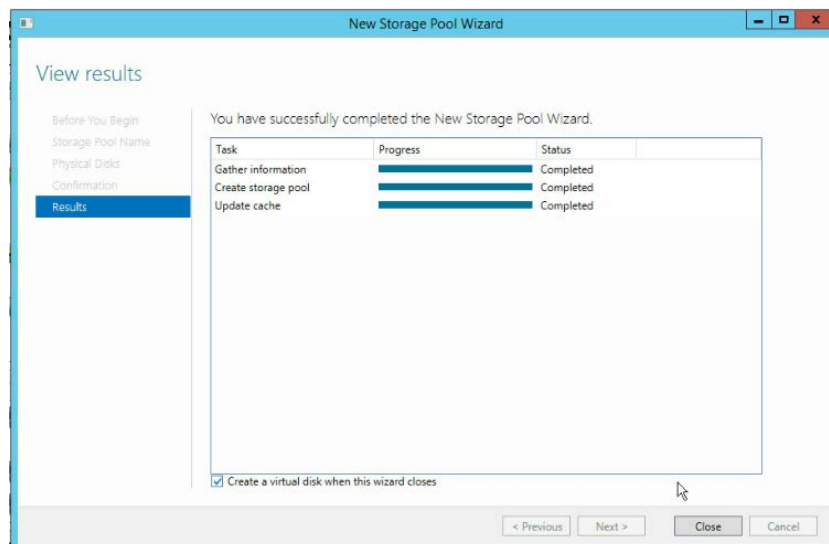 New Storage Pool Wizard
View results
Before You Begin
Storage Pool Name
Physical Disks
Confirmation
Results
You have successfully completed the New Storage Pool Wizard.
Task Progress Status
Gather information Completed
Create storage pool Completed
Update cache Completed
Create a virtual disk when this wizard closes
< Previous Next > Close Cancel